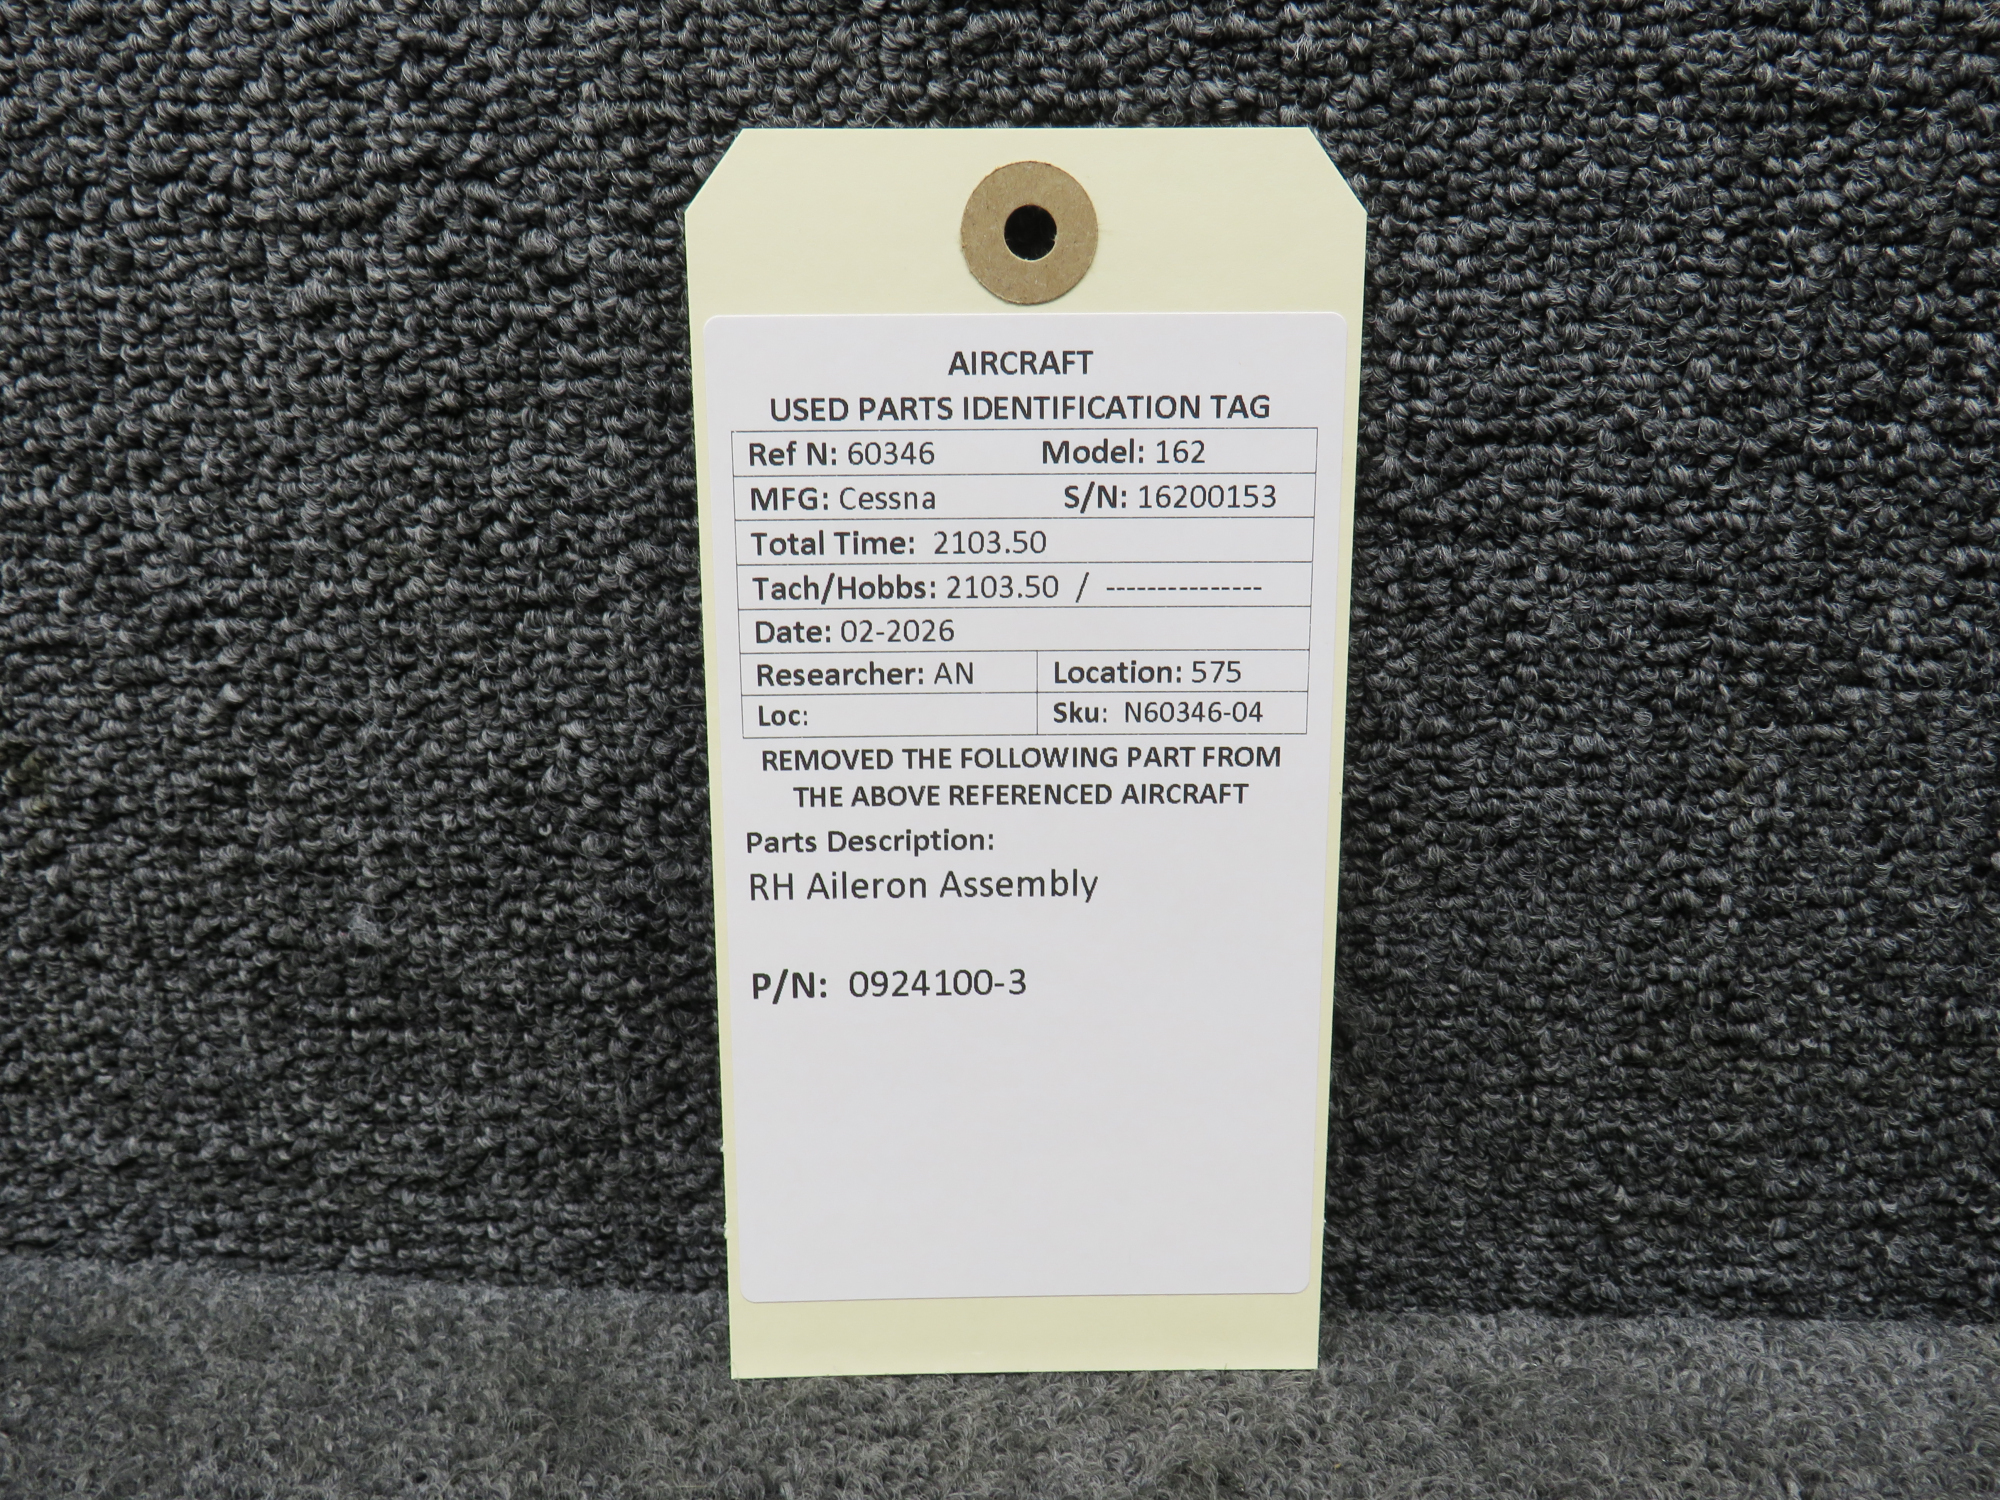 AIRCRAFT
USED PARTS IDENTIFICATION TAG
Ref N: 60346 Model: 162
MFG: Cessna S/N: 16200153
Total Time: 2103.50
Tach/Hobbs: 2103.50 / ---------------
Date: 02-2026
Researcher: AN Location: 575
Loc: Sku: N60346-04
REMOVED THE FOLLOWING PART FROM
THE ABOVE REFERENCED AIRCRAFT
Parts Description:
RH Aileron Assembly
P/N: 0924100-3